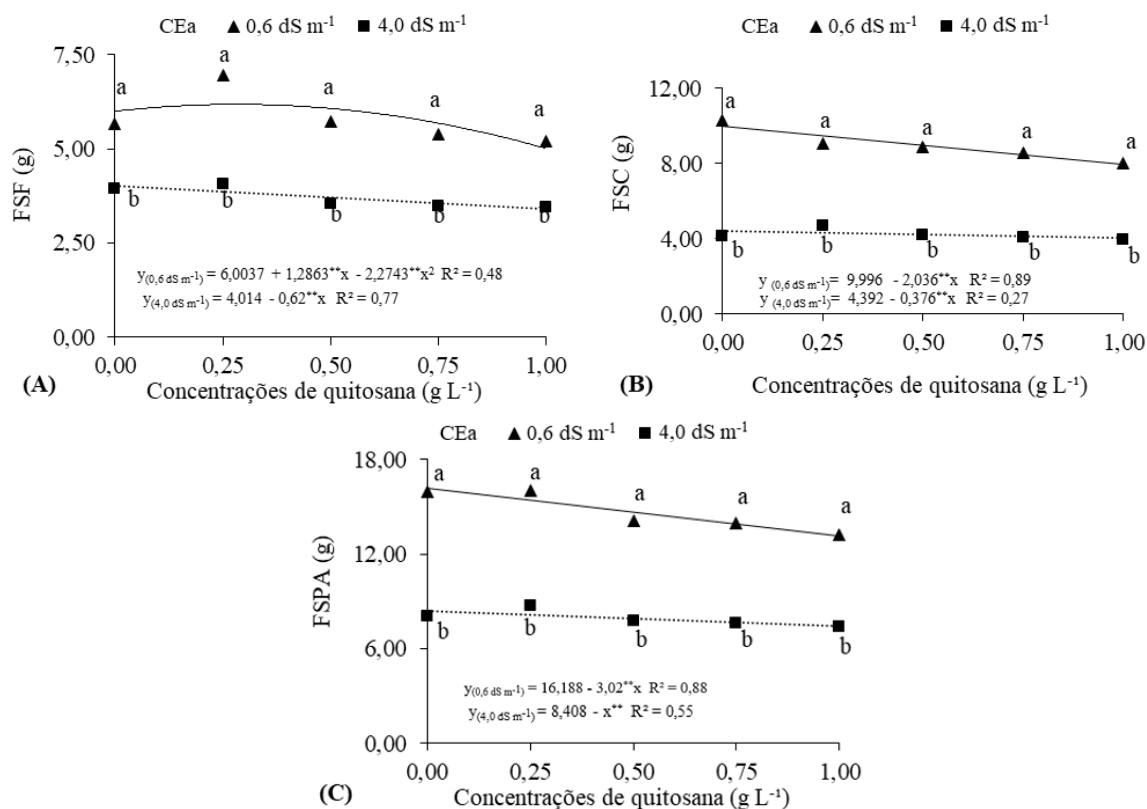 CEa ▲ 0,6 dS m⁻¹ ■ 4,0 dS m⁻¹
7,50
5,00
2,50
0,00
FSF (g)
a a a a a
b b b b b
y(0,6 dS m⁻¹) = 6,0037 + 1,2863**x - 2,2743**x² R² = 0,48
y(4,0 dS m⁻¹) = 4,014 - 0,62**x R² = 0,77
0,00 0,25 0,50 0,75 1,00
(A) Concentrações de quitosana (g L⁻¹)
CEa ▲ 0,6 dS m⁻¹ ■ 4,0 dS m⁻¹
12,00
8,00
4,00
0,00
FSC (g)
a a a a a
b b b b b
y (0,6 dS m⁻¹)= 9,996 - 2,036**x R² = 0,89
y (4,0 dS m⁻¹)= 4,392 - 0,376**x R² = 0,27
0,00 0,25 0,50 0,75 1,00
(B) Concentrações de quitosana (g L⁻¹)
CEa ▲ 0,6 dS m⁻¹ ■ 4,0 dS m⁻¹
18,00
12,00
6,00
0,00
FSPA (g)
a a a a a
b b b b b
y(0,6 dS m⁻¹) = 16,188 - 3,02**x R² = 0,88
y(4,0 dS m⁻¹) = 8,408 - x** R² = 0,55
0,00 0,25 0,50 0,75 1,00
(C) Concentrações de quitosana (g L⁻¹)